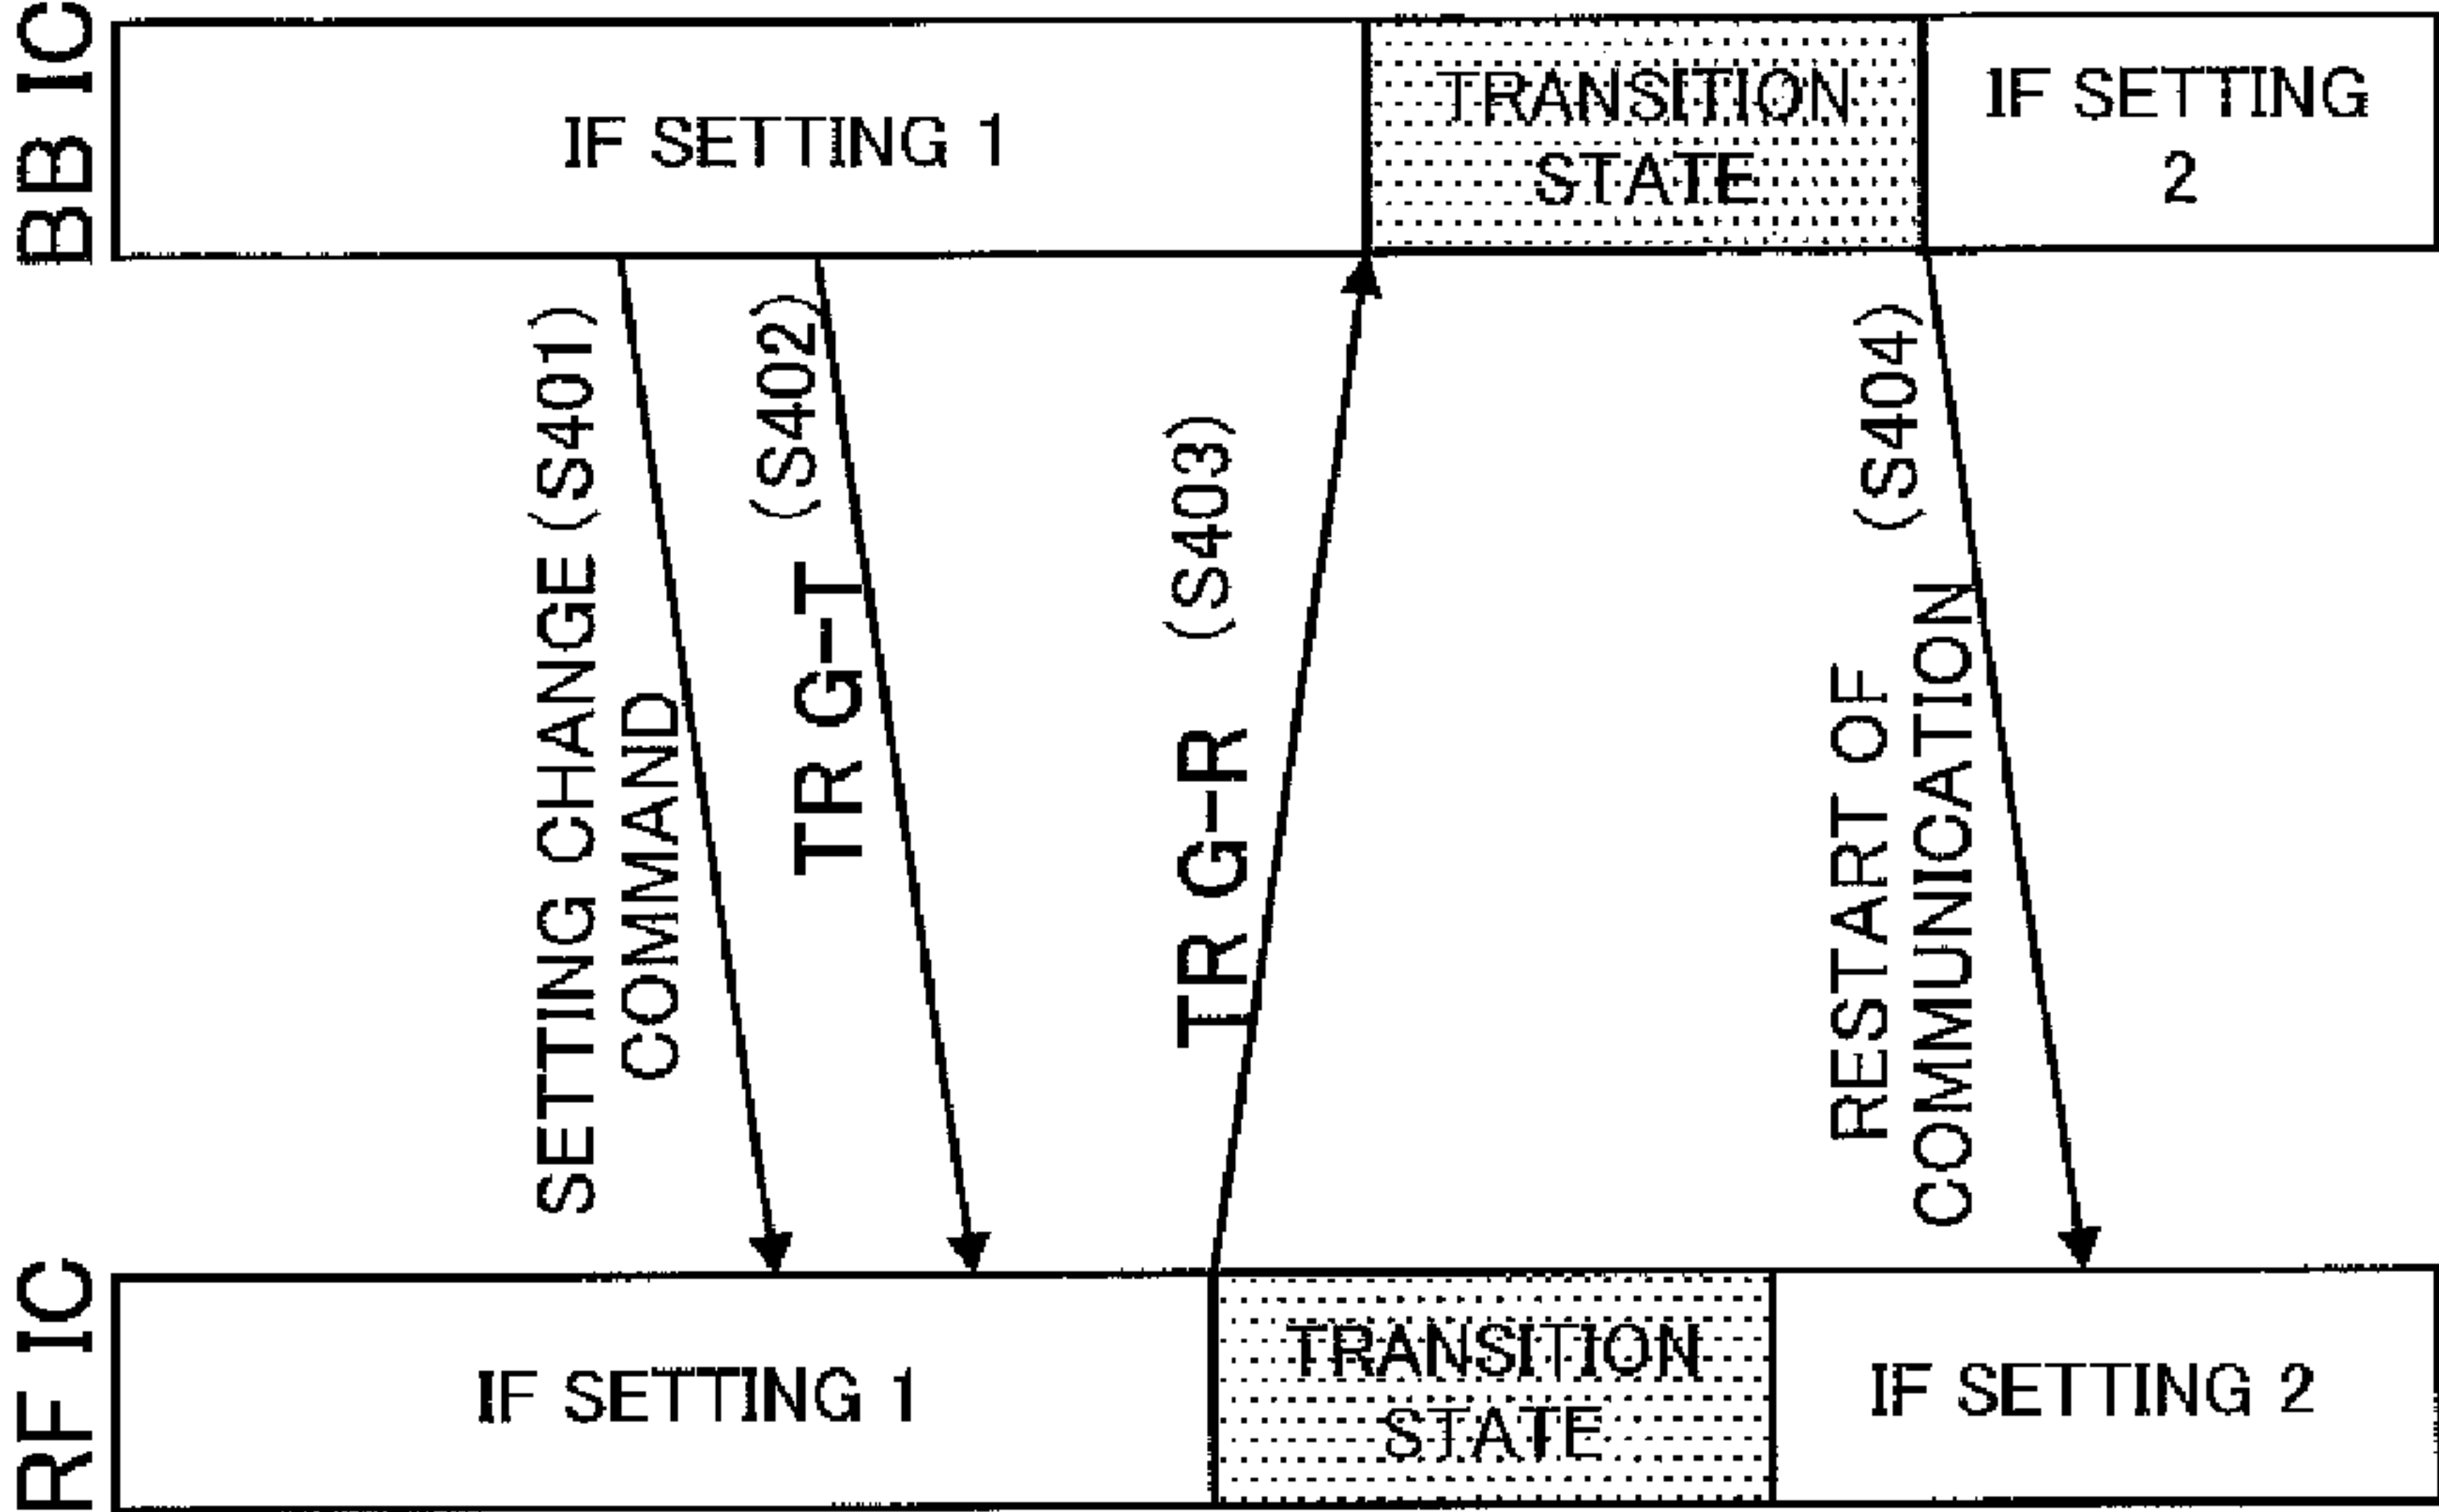 BB IC
IF SETTING 1
TRANSITION
STATE
IF SETTING
2
SETTING CHANGE (S401)
COMMAND
TR G-T (S402)
TR G-R (S403)
RESTART OF (S404)
COMMUNICATION
RF IC
IF SETTING 1
TRANSITION
STATE
IF SETTING 2